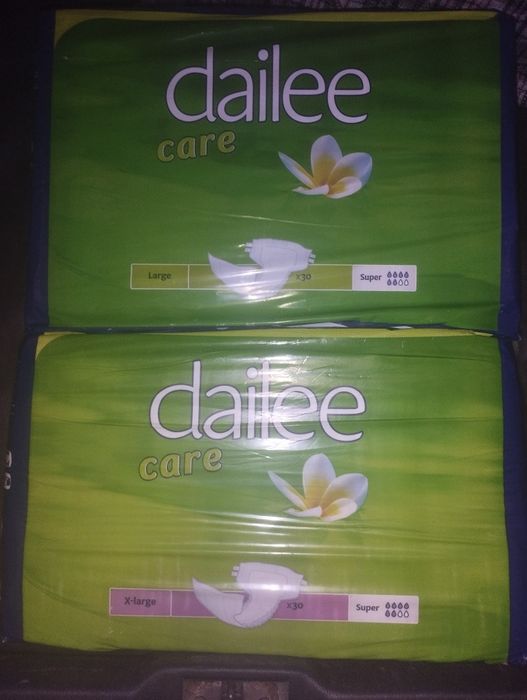 dailee
care
Large x30 Super
dailee
care
X-large x30 Super